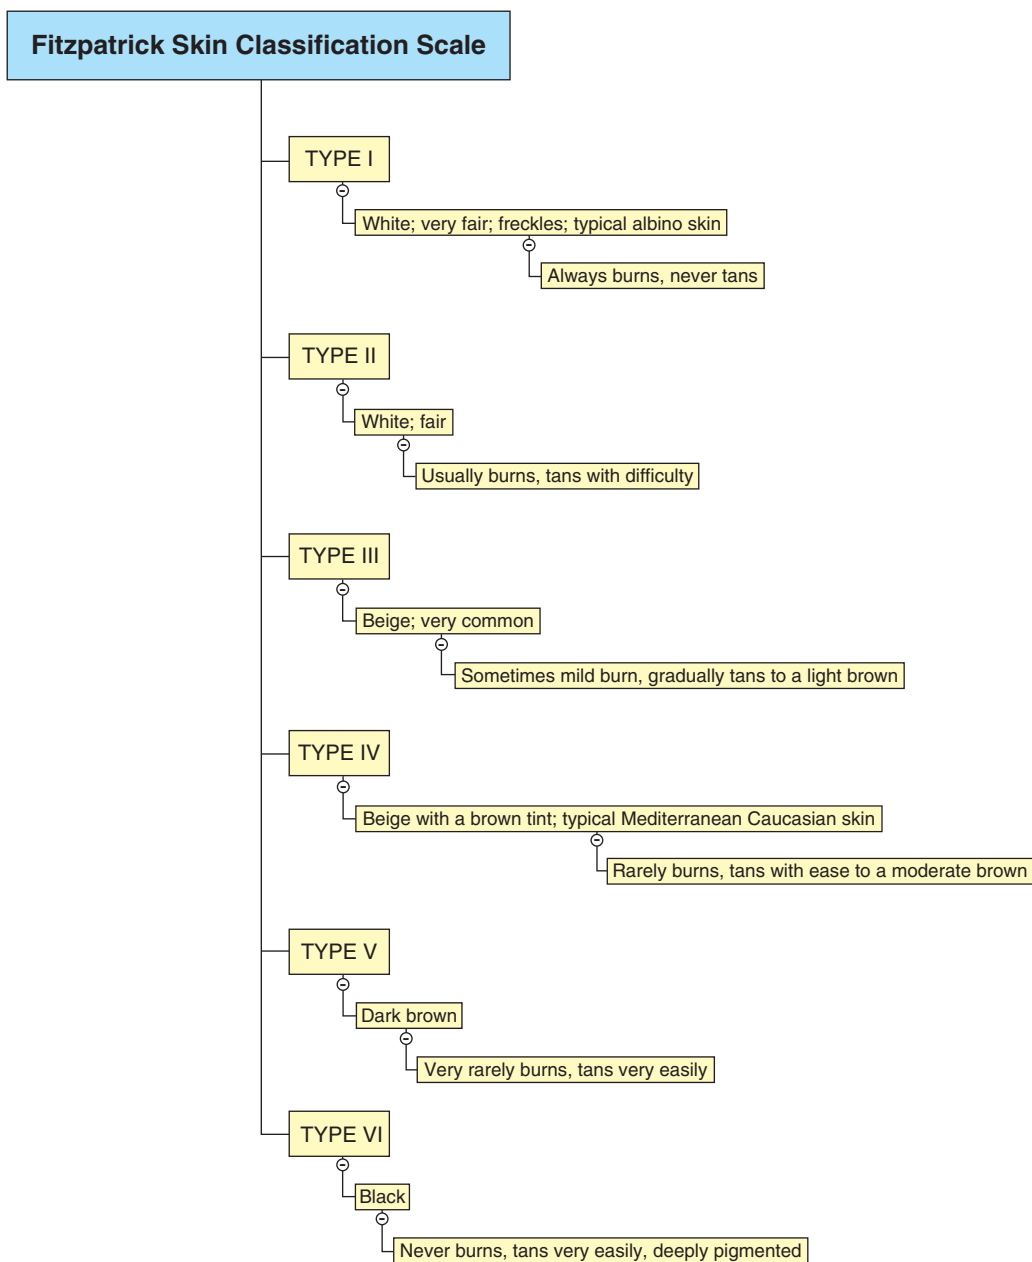 Fitzpatrick Skin Classification Scale
TYPE I
White; very fair; freckles; typical albino skin
Always burns, never tans
TYPE II
White; fair
Usually burns, tans with difficulty
TYPE III
Beige; very common
Sometimes mild burn, gradually tans to a light brown
TYPE IV
Beige with a brown tint; typical Mediterranean Caucasian skin
Rarely burns, tans with ease to a moderate brown
TYPE V
Dark brown
Very rarely burns, tans very easily
TYPE VI
Black
Never burns, tans very easily, deeply pigmented